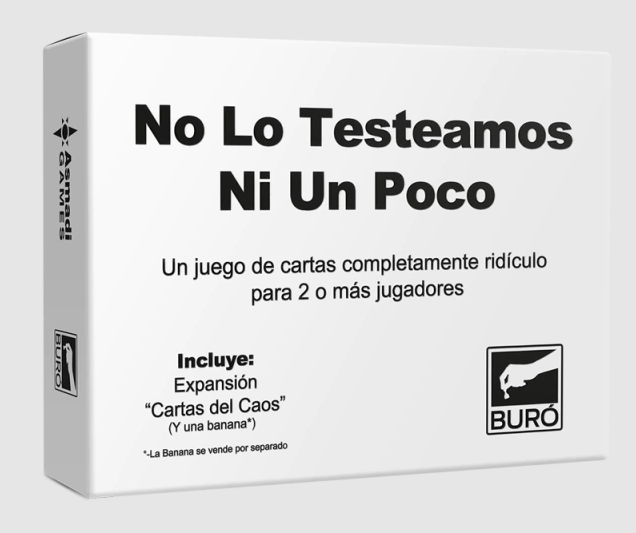 No Lo Testeamos
Ni Un Poco
Un juego de cartas completamente ridículo
para 2 o más jugadores
Incluye:
Expansión
“Cartas del Caos”
(Y una banana*)
*-La Banana se vende por separado
BURÓ
Asmadi
GAMES
BURÓ